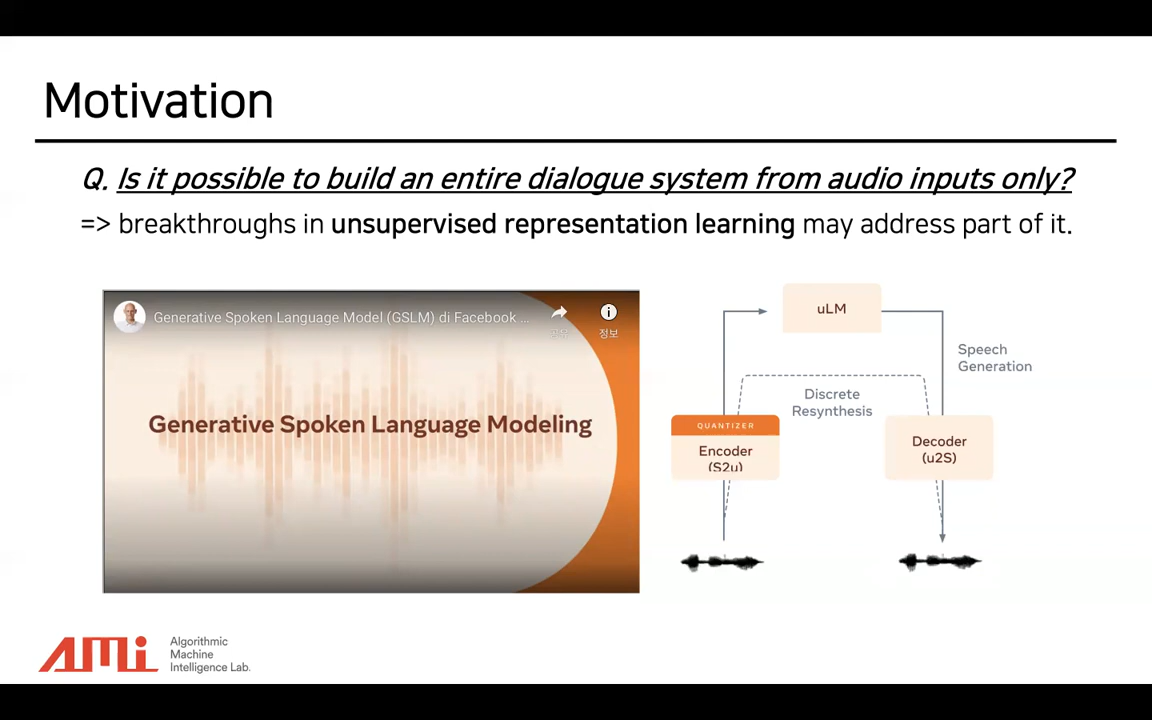 Motivation
Q. Is it possible to build an entire dialogue system from audio inputs only?
=> breakthroughs in unsupervised representation learning may address part of it.
Generative Spoken Language Model (GSLM) di Facebook ...
공유
정보
Generative Spoken Language Modeling
uLM
Speech
Generation
Discrete
Resynthesis
QUANTIZER
Encoder
(S2u)
Decoder
(u2S)
AMi
Algorithmic
Machine
Intelligence Lab.